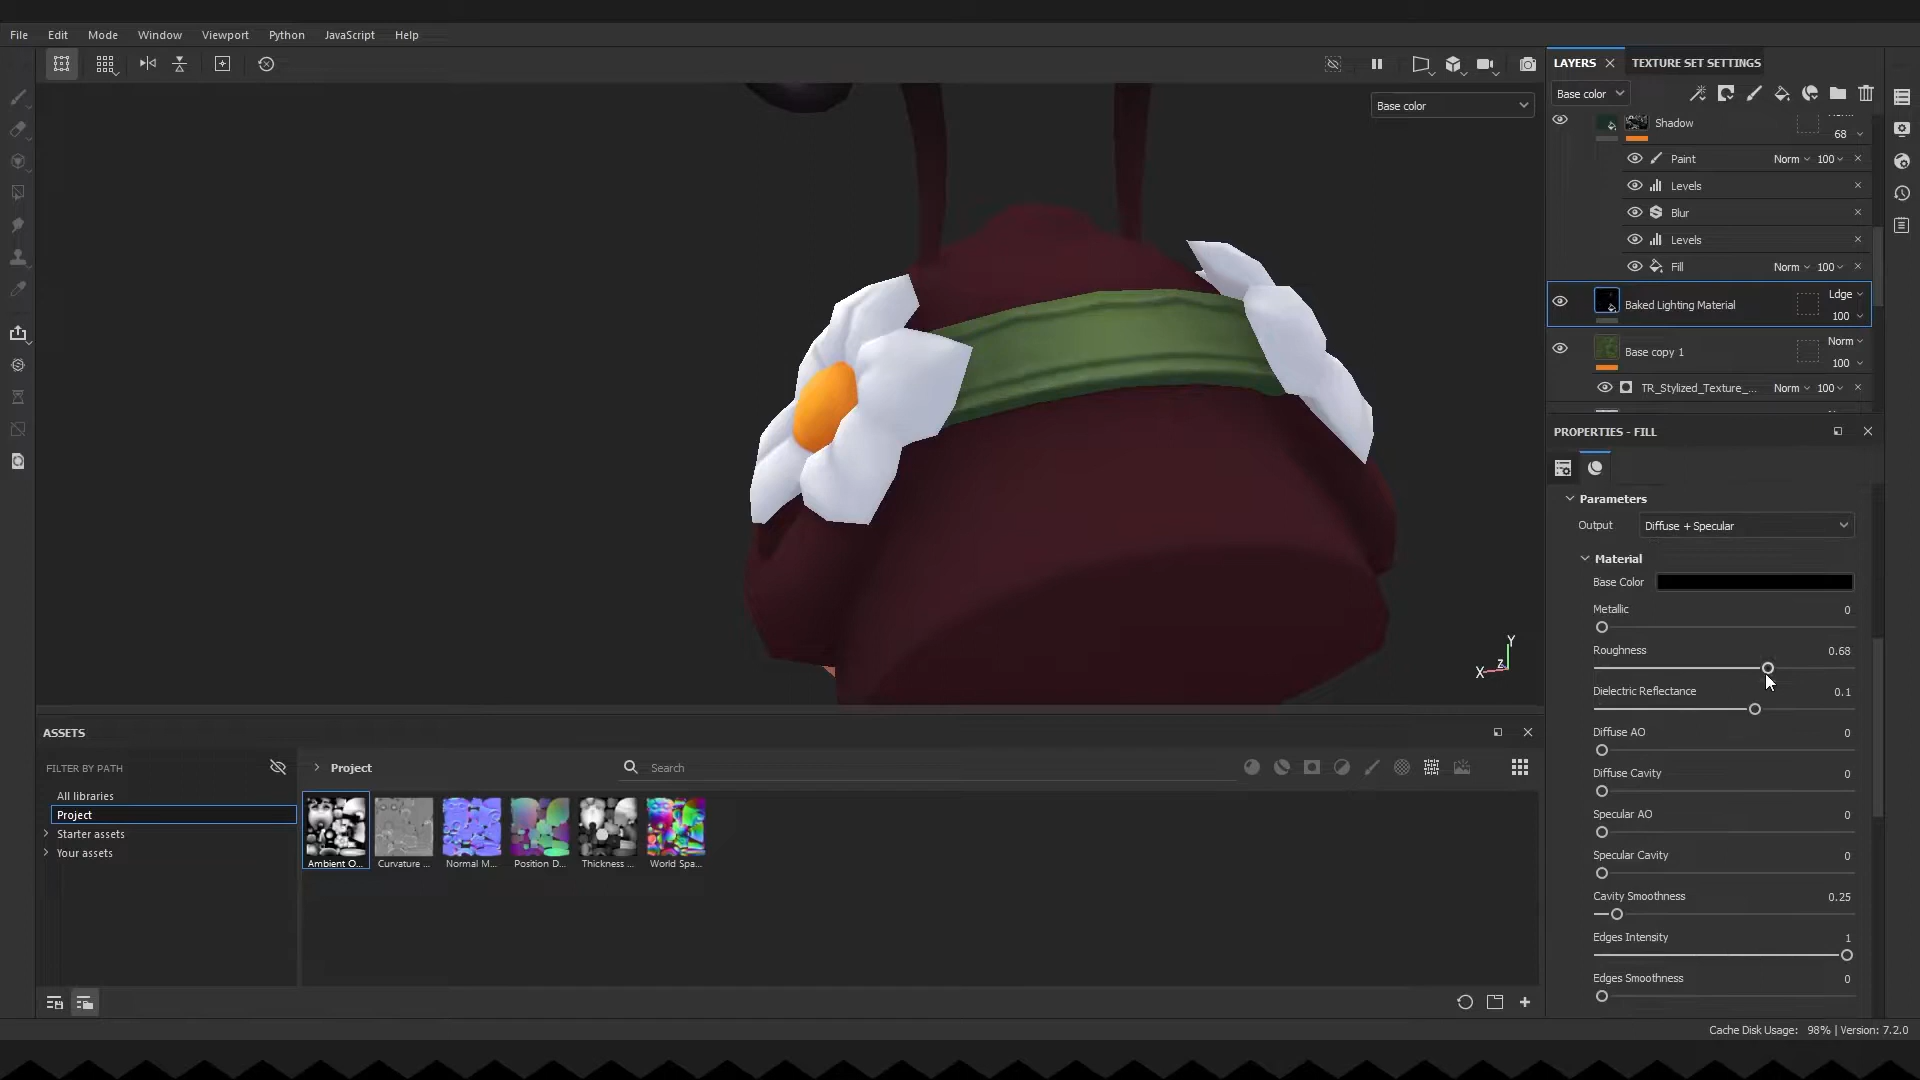 File Edit Mode Window Viewport Python JavaScript Help
Base color
LAYERS TEXTURE SET SETTINGS
Base color
Shadow
68
Paint Norm 100
Levels
Blur
Levels
Fill Norm 100
Baked Lighting Material Ldge
100
Base copy 1 Norm
100
TR_Stylized_Texture_... Norm 100
PROPERTIES - FILL
Parameters
Output Diffuse + Specular
Material
Base Color
Metallic 0
Roughness 0.68
Dielectric Reflectance 0.1
Diffuse AO 0
Diffuse Cavity 0
Specular AO 0
Specular Cavity 0
Cavity Smoothness 0.25
Edges Intensity 1
Edges Smoothness 0
Y
X Z
ASSETS
FILTER BY PATH
All libraries
Project
Starter assets
Your assets
Project Search
Ambient O... Curvature ... Normal M... Position D... Thickness ... World Spa...
Cache Disk Usage: 98% | Version: 7.2.0